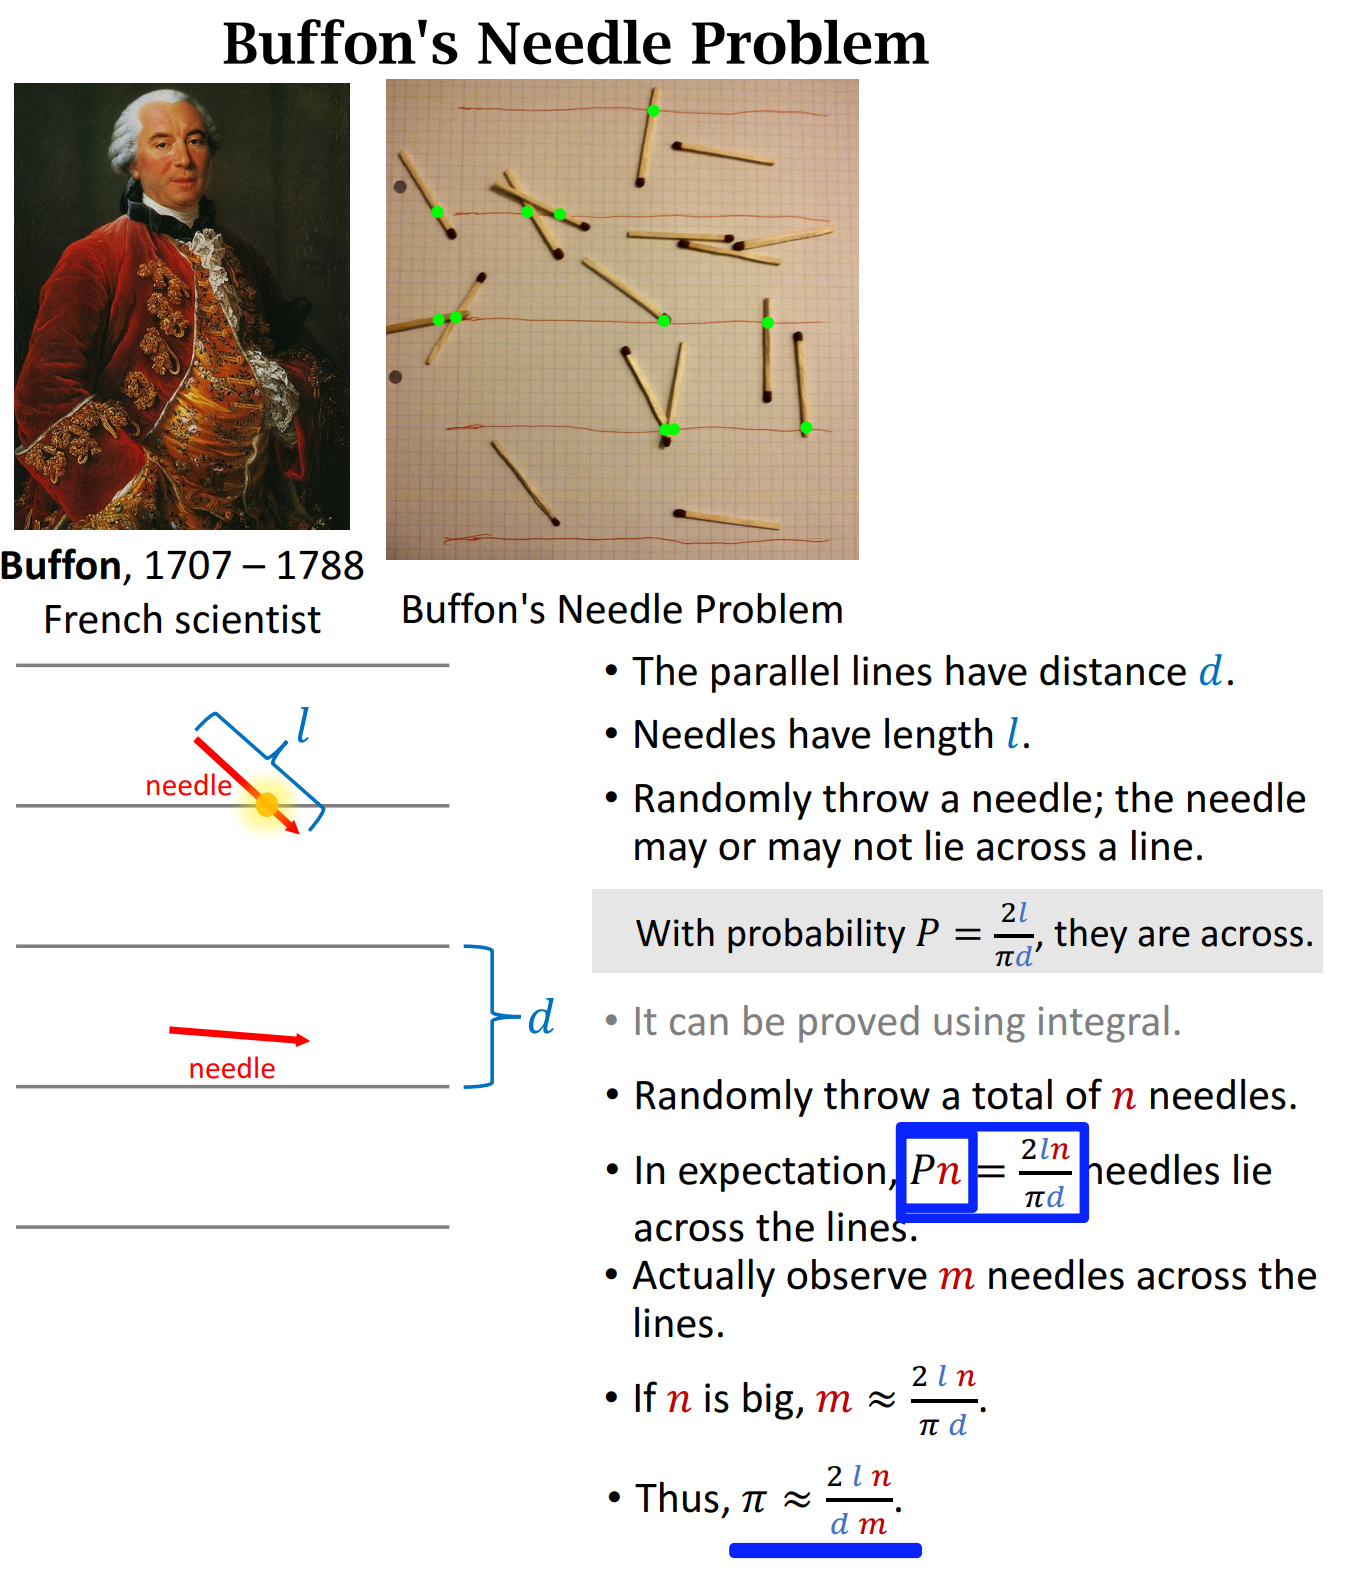 Buffon's Needle Problem
Buffon, 1707 – 1788
French scientist
Buffon's Needle Problem
l
needle
d
needle
• The parallel lines have distance d.
• Needles have length l.
• Randomly throw a needle; the needle
may or may not lie across a line.
With probability P = 2l/πd, they are across.
• It can be proved using integral.
• Randomly throw a total of n needles.
• In expectation, Pn = 2ln/πd needles lie
across the lines.
• Actually observe m needles across the
lines.
• If n is big, m ≈ 2 l n/π d.
• Thus, π ≈ 2 l n/d m.